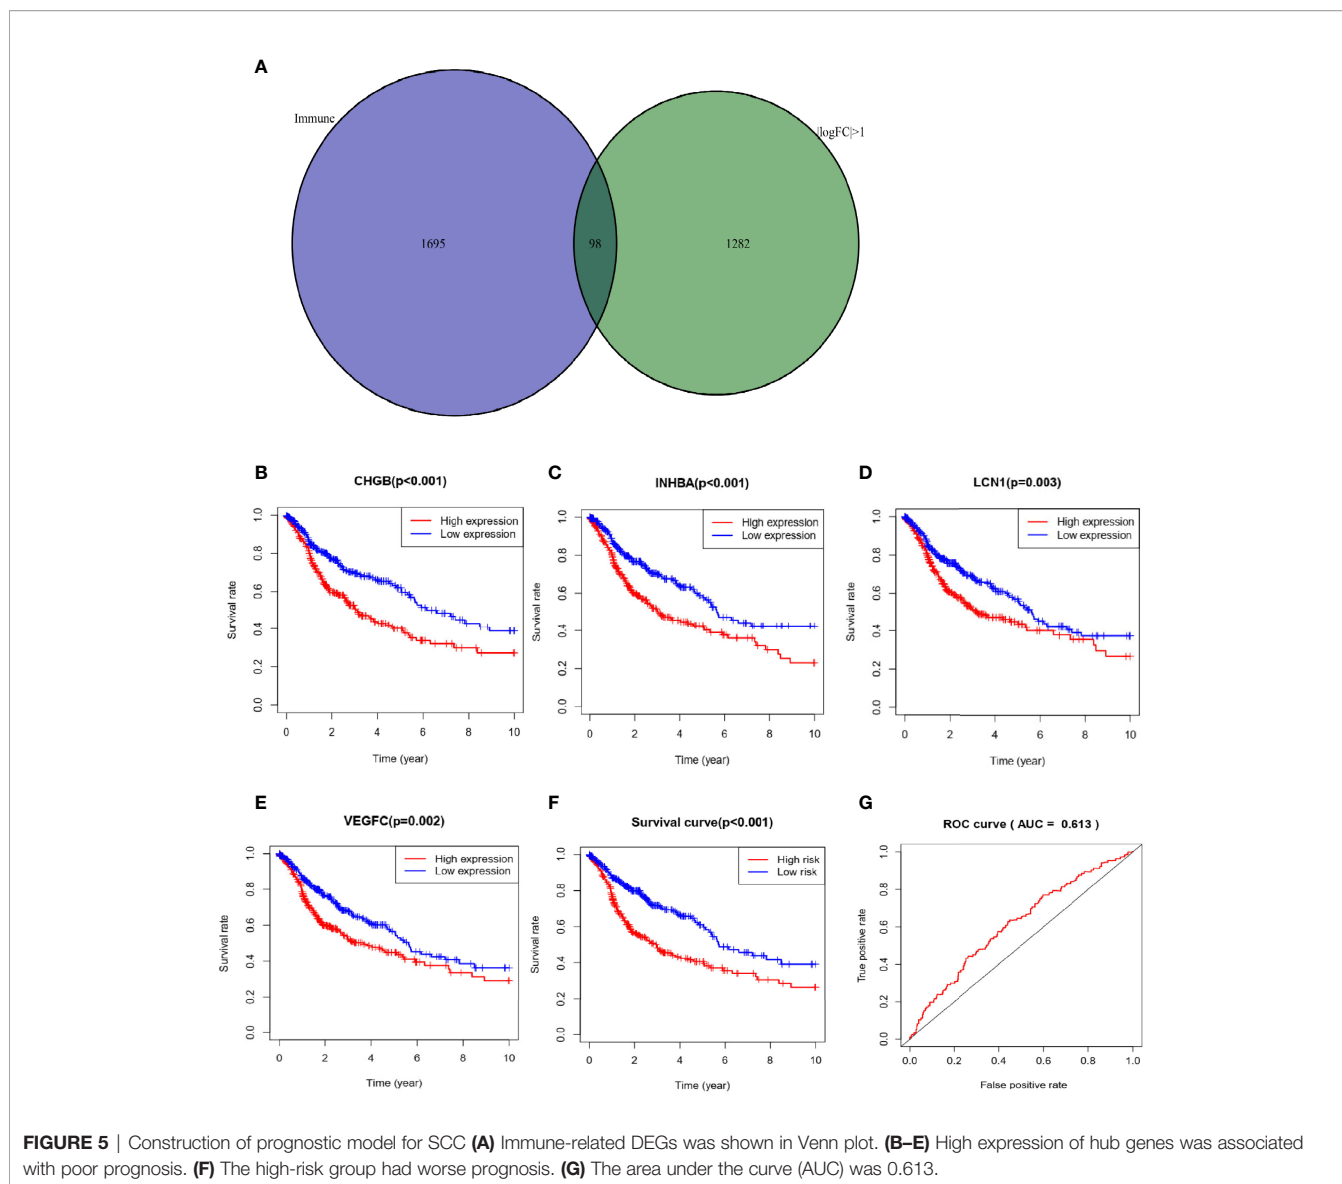 A
Immune
|logFC|>1
1695
98
1282
B
CHGB(p<0.001)
High expression
Low expression
Survival rate
0.0
0.2
0.4
0.6
0.8
1.0
0 2 4 6 8 10
Time (year)
C
INHBA(p<0.001)
High expression
Low expression
Survival rate
0.0
0.2
0.4
0.6
0.8
1.0
0 2 4 6 8 10
Time (year)
D
LCN1(p=0.003)
High expression
Low expression
Survival rate
0.0
0.2
0.4
0.6
0.8
1.0
0 2 4 6 8 10
Time (year)
E
VEGFC(p=0.002)
High expression
Low expression
Survival rate
0.0
0.2
0.4
0.6
0.8
1.0
0 2 4 6 8 10
Time (year)
F
Survival curve(p<0.001)
High risk
Low risk
Survival rate
0.0
0.2
0.4
0.6
0.8
1.0
0 2 4 6 8 10
Time (year)
G
ROC curve ( AUC = 0.613 )
True positive rate
0.0
0.2
0.4
0.6
0.8
1.0
0.0 0.2 0.4 0.6 0.8 1.0
False positive rate
FIGURE 5 | Construction of prognostic model for SCC (A) Immune-related DEGs was shown in Venn plot. (B–E) High expression of hub genes was associated
with poor prognosis. (F) The high-risk group had worse prognosis. (G) The area under the curve (AUC) was 0.613.